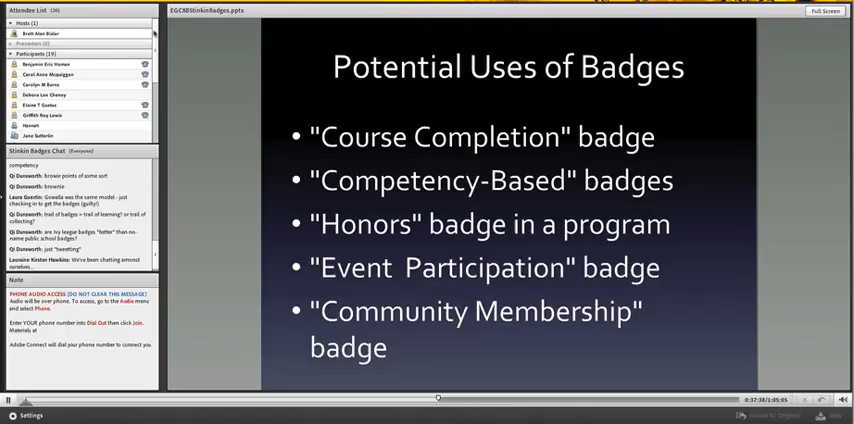 Attendee List (20)
EGC88StinkinBadges.pptx
Full Screen
Hosts (1)
Brett Alan Bixler
Presenters (0)
Participants (19)
Benjamin Eric Homan
Carol Anne Mcquiggan
Carolyn M Burns
Debora Lee Cheney
Elaine T Gustus
Griffith Roy Lewis
Hannah
Jane Sutterlin
Stinkin Badges Chat (Everyone)
competency
Qi Dunsworth: browie points of some sort
Qi Dunsworth: brownie
Laura Guertin: Gowalla was the same model - just
checking in to get the badges (guilty!)
Qi Dunsworth: trail of badges = trail of learning? or trail of
collecting?
Qi Dunsworth: are ivy league badges "better" than no-
name public school badges?
Qi Dunsworth: just "tweetting"
Lauraine Kirsten Hawkins: We've been chatting amonst
ourselves...
Note
PHONE AUDIO ACCESS (DO NOT CLEAR THIS MESSAGE)
Audio will be over phone. To access, go to the Audio menu
and select Phone.
Enter YOUR phone number into Dial Out then click Join.
Materials at
Adobe Connect will dial your phone number to connect you
Potential Uses of Badges
• "Course Completion" badge
• "Competency-Based" badges
• "Honors" badge in a program
• "Event Participation" badge
• "Community Membership"
badge
0:37:38/1:05:05
Settings